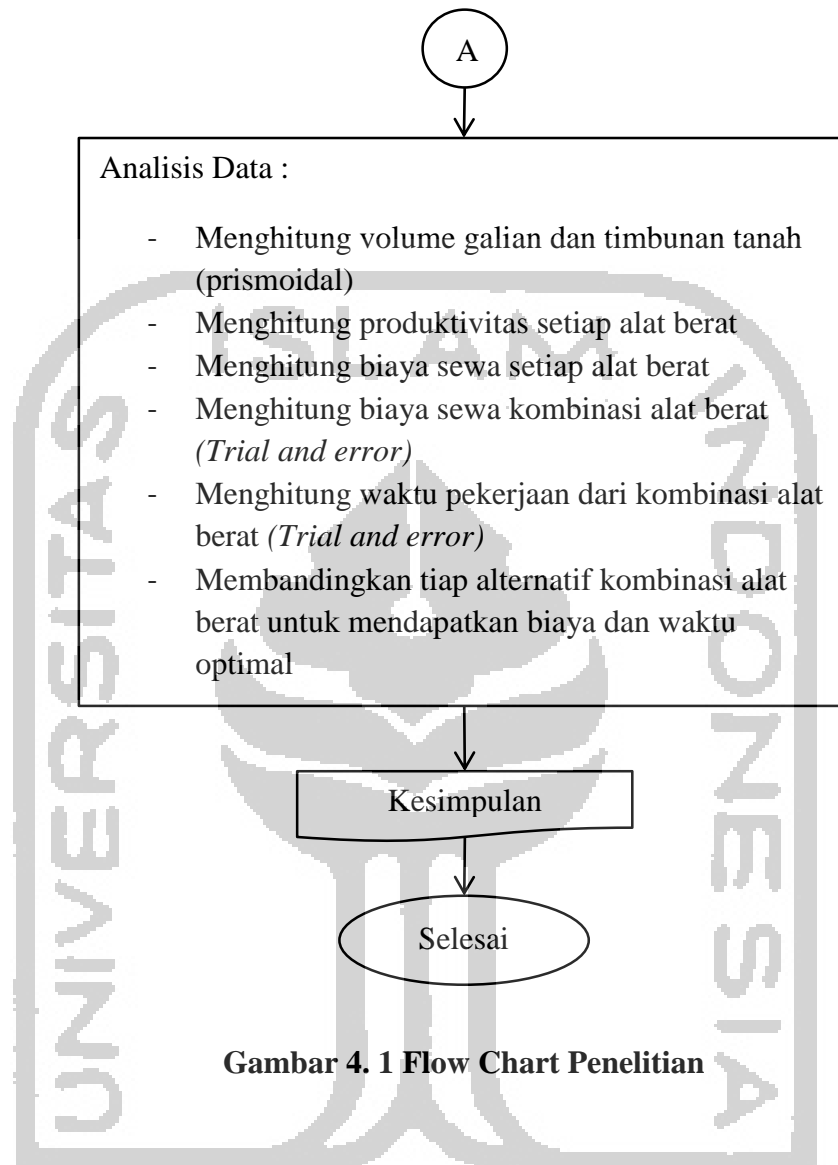 A
Analisis Data :
- Menghitung volume galian dan timbunan tanah
(prismoidal)
- Menghitung produktivitas setiap alat berat
- Menghitung biaya sewa setiap alat berat
- Menghitung biaya sewa kombinasi alat berat
(Trial and error)
- Menghitung waktu pekerjaan dari kombinasi alat
berat (Trial and error)
- Membandingkan tiap alternatif kombinasi alat
berat untuk mendapatkan biaya dan waktu
optimal
Kesimpulan
Selesai
Gambar 4. 1 Flow Chart Penelitian
UNIVERSITAS
ISLAM
INDONESIA